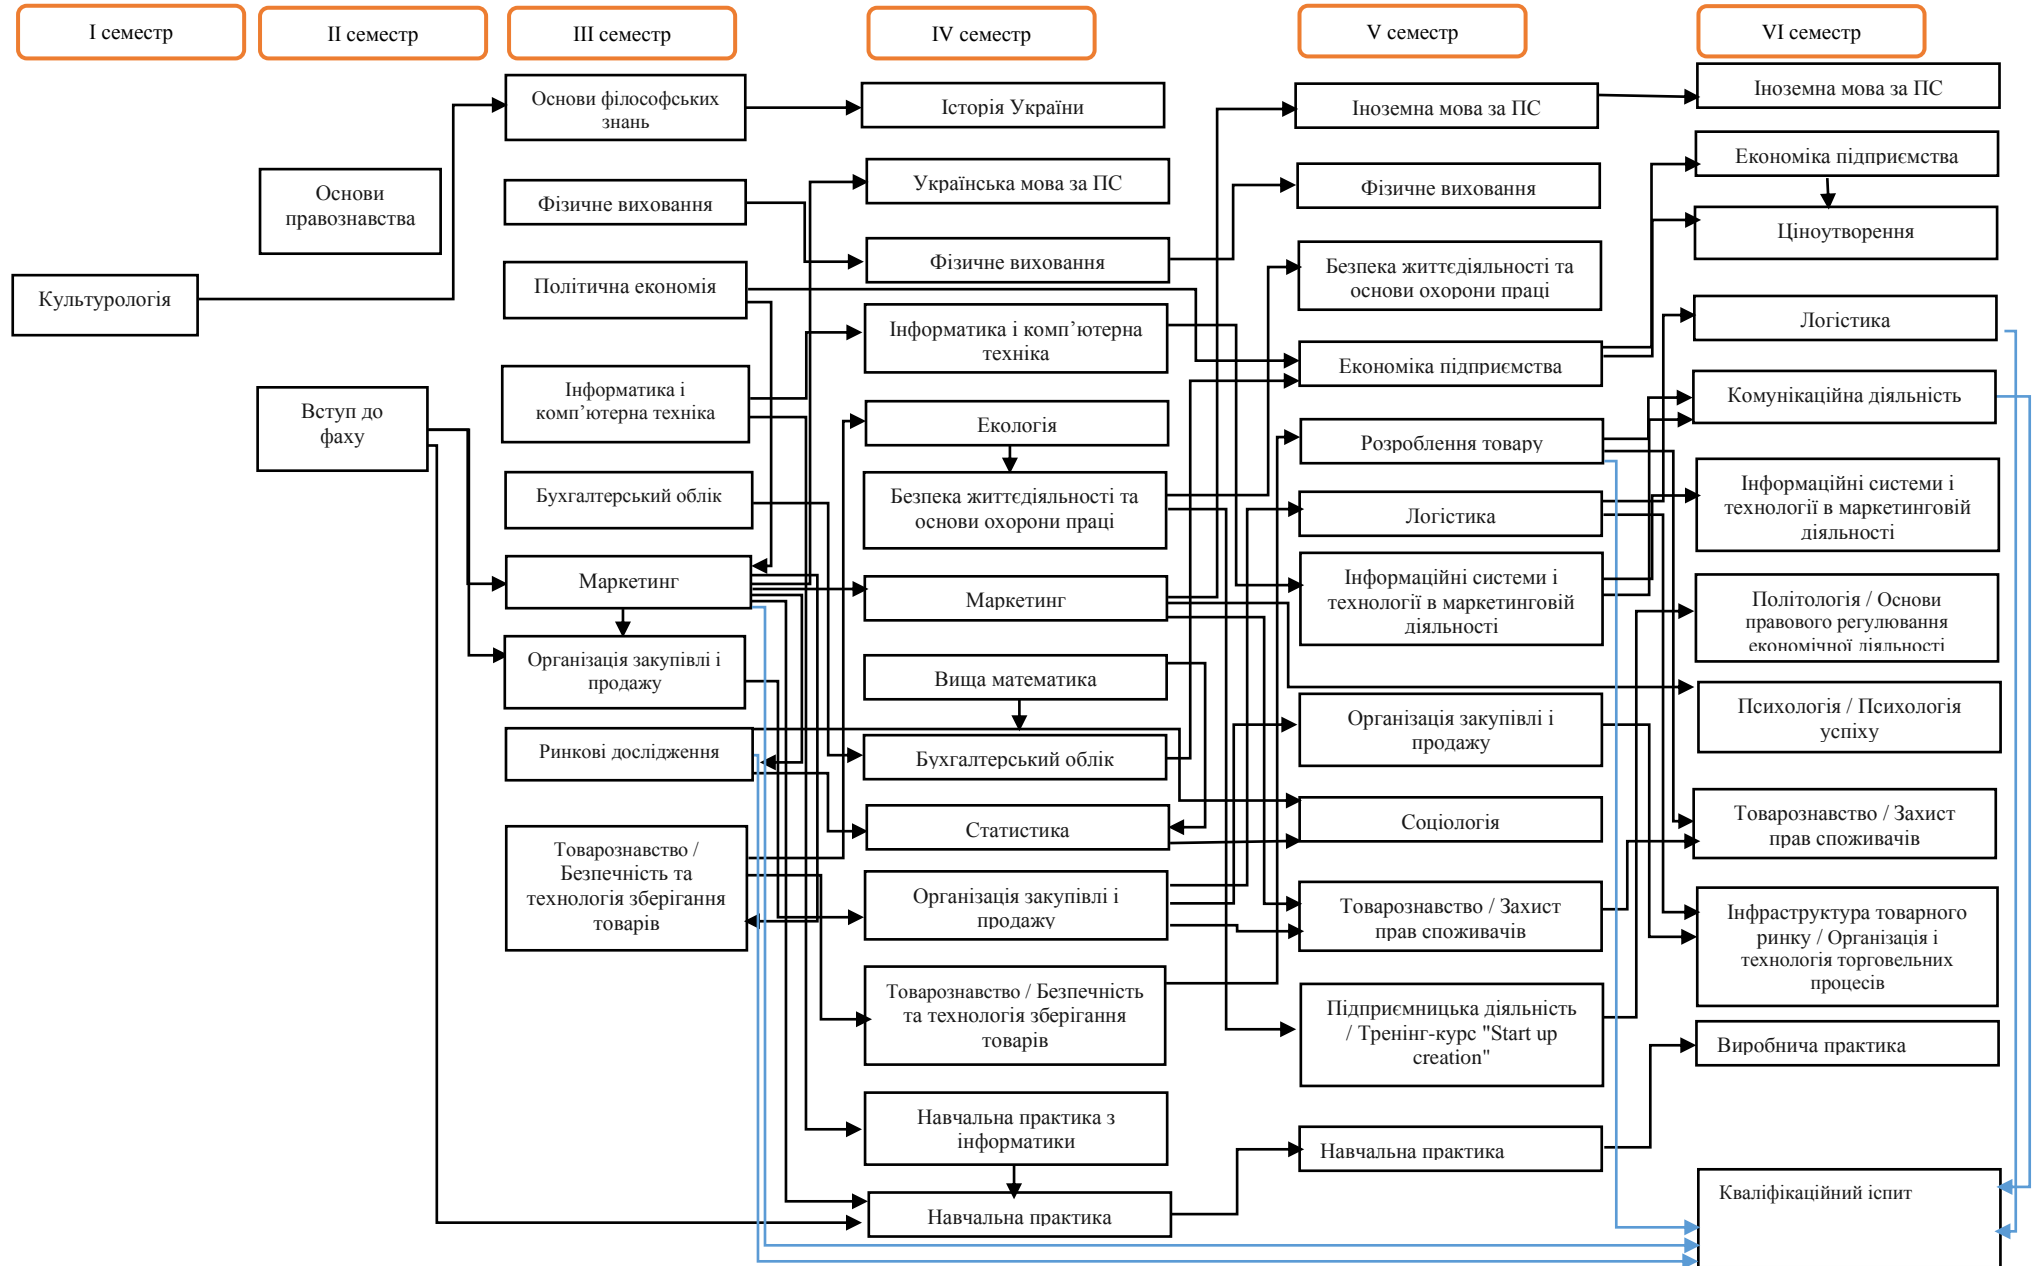 І семестр
ІІ семестр
ІІІ семестр
IV семестр
V семестр
VI семестр
Культурологія
Основи
правознавства
Вступ до
фаху
Основи філософських
знань
Фізичне виховання
Політична економія
Інформатика і
комп’ютерна техніка
Бухгалтерський облік
Маркетинг
Організація закупівлі і
продажу
Ринкові дослідження
Товарознавство /
Безпечність та
технологія зберігання
товарів
Історія України
Українська мова за ПС
Фізичне виховання
Інформатика і комп’ютерна
техніка
Екологія
Безпека життєдіяльності та
основи охорони праці
Маркетинг
Вища математика
Бухгалтерський облік
Статистика
Організація закупівлі і
продажу
Товарознавство / Безпечність
та технологія зберігання
товарів
Навчальна практика з
інформатики
Навчальна практика
Іноземна мова за ПС
Фізичне виховання
Безпека життєдіяльності та
основи охорони праці
Економіка підприємства
Розроблення товару
Логістика
Інформаційні системи і
технології в маркетинговій
діяльності
Організація закупівлі і
продажу
Соціологія
Товарознавство / Захист
прав споживачів
Підприємницька діяльність
/ Тренінг-курс "Start up
creation"
Навчальна практика
Іноземна мова за ПС
Економіка підприємства
Ціноутворення
Логістика
Комунікаційна діяльність
Інформаційні системи і
технології в маркетинговій
діяльності
Політологія / Основи
правового регулювання
економічної діяльності
Психологія / Психологія
успіху
Товарознавство / Захист
прав споживачів
Інфраструктура товарного
ринку / Організація і
технологія торговельних
процесів
Виробнича практика
Кваліфікаційний іспит